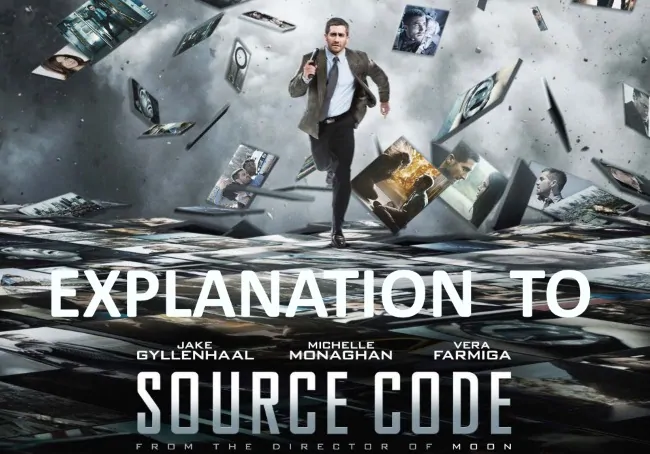 EXPLANATION TO
JAKE GYLLENHAAL MICHELLE MONAGHAN VERA FARMIGA
SOURCE CODE
FROM THE DIRECTOR OF MOON